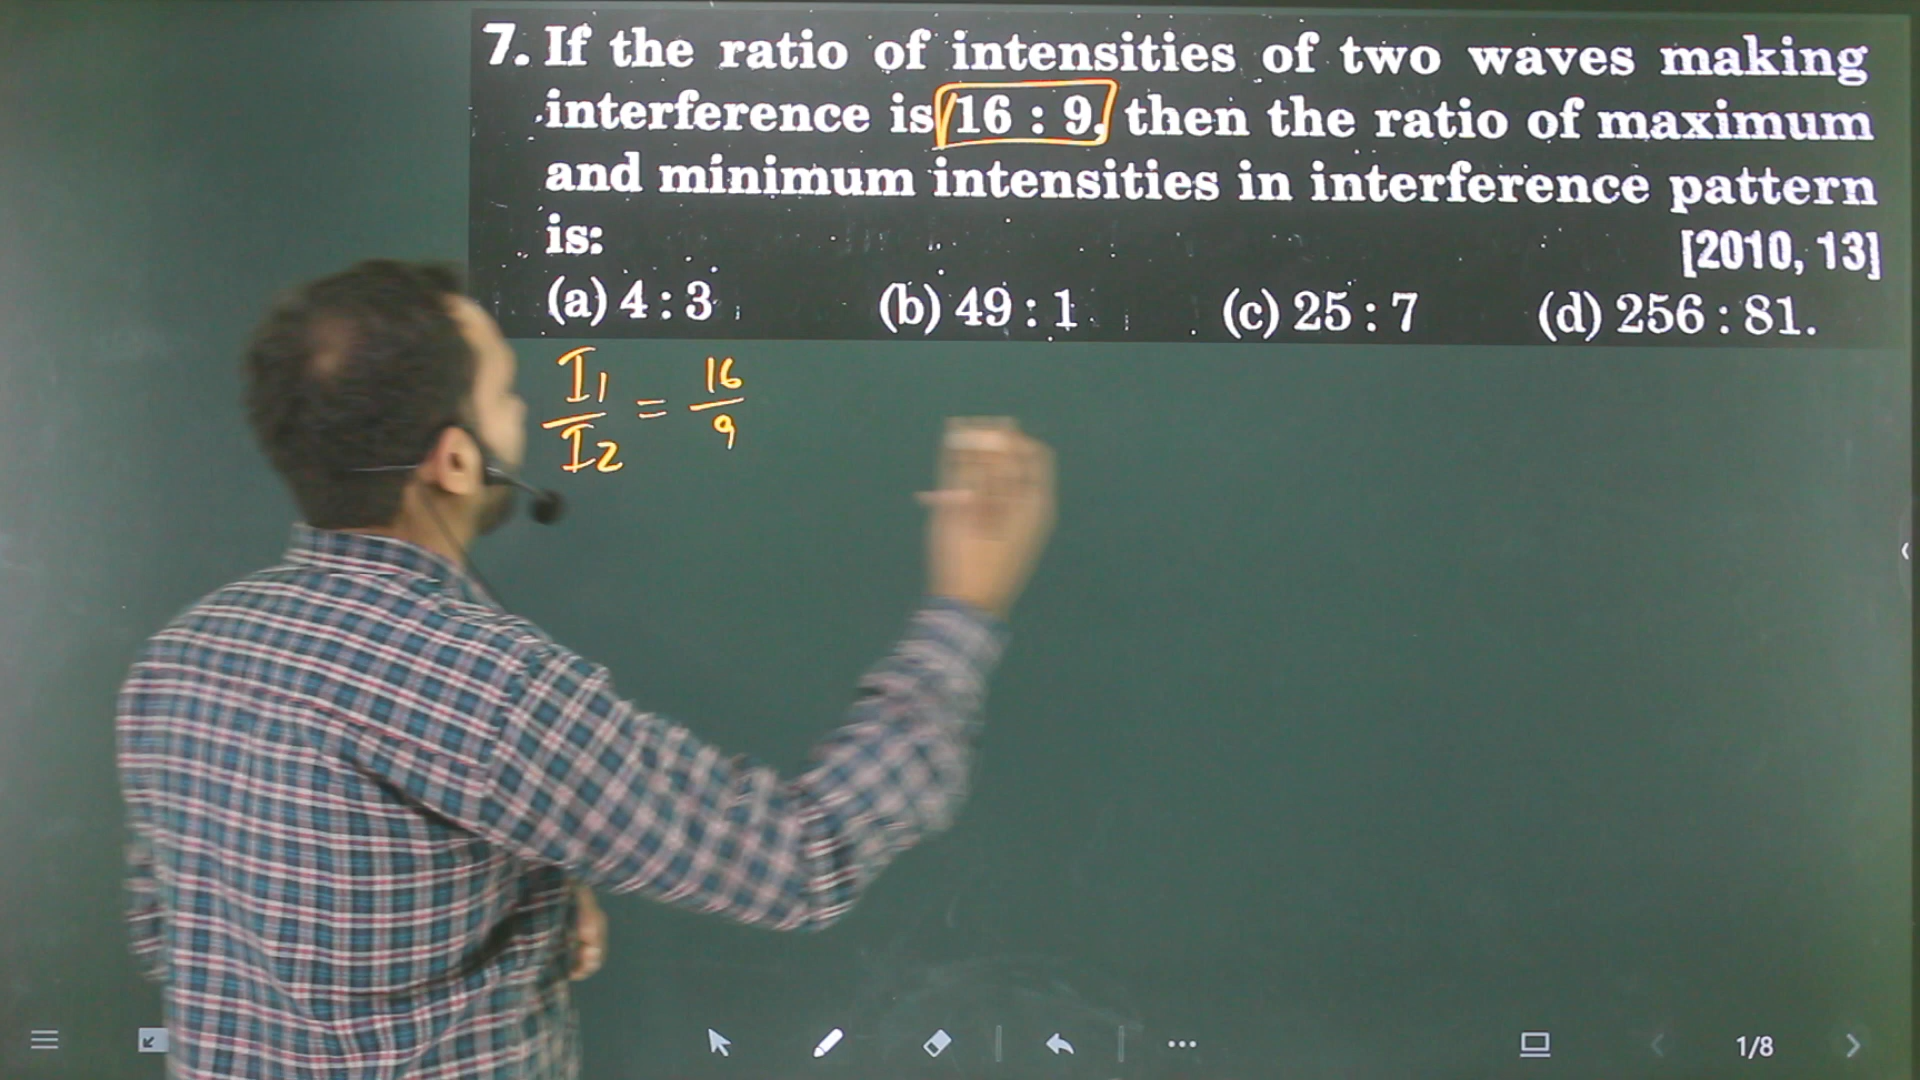 7. If the ratio of intensities of two waves making
interference is 16 : 9, then the ratio of maximum
and minimum intensities in interference pattern
is: [2010, 13]
(a) 4 : 3 (b) 49 : 1 (c) 25 : 7 (d) 256 : 81.
I1/I2 = 16/9
1/8